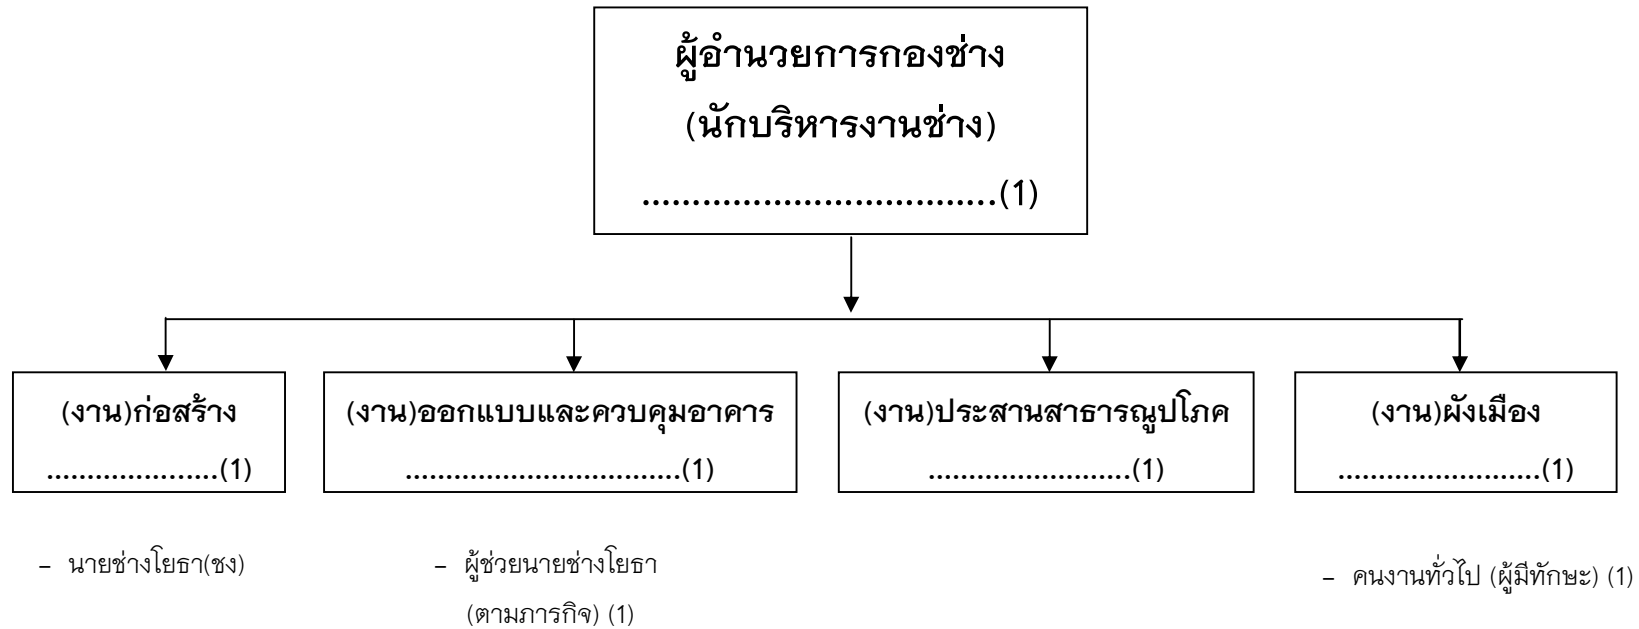 ผู้อำนวยการกองช่าง
(นักบริหารงานช่าง)
...................................(1)
(งาน)ก่อสร้าง
.....................(1)
(งาน)ออกแบบและควบคุมอาคาร
..................................(1)
(งาน)ประสานสาธารณูปโภค
.........................(1)
(งาน)ผังเมือง
.........................(1)
– นายช่างโยธา(ชง)
– ผู้ช่วยนายช่างโยธา
(ตามภารกิจ) (1)
– คนงานทั่วไป (ผู้มีทักษะ) (1)